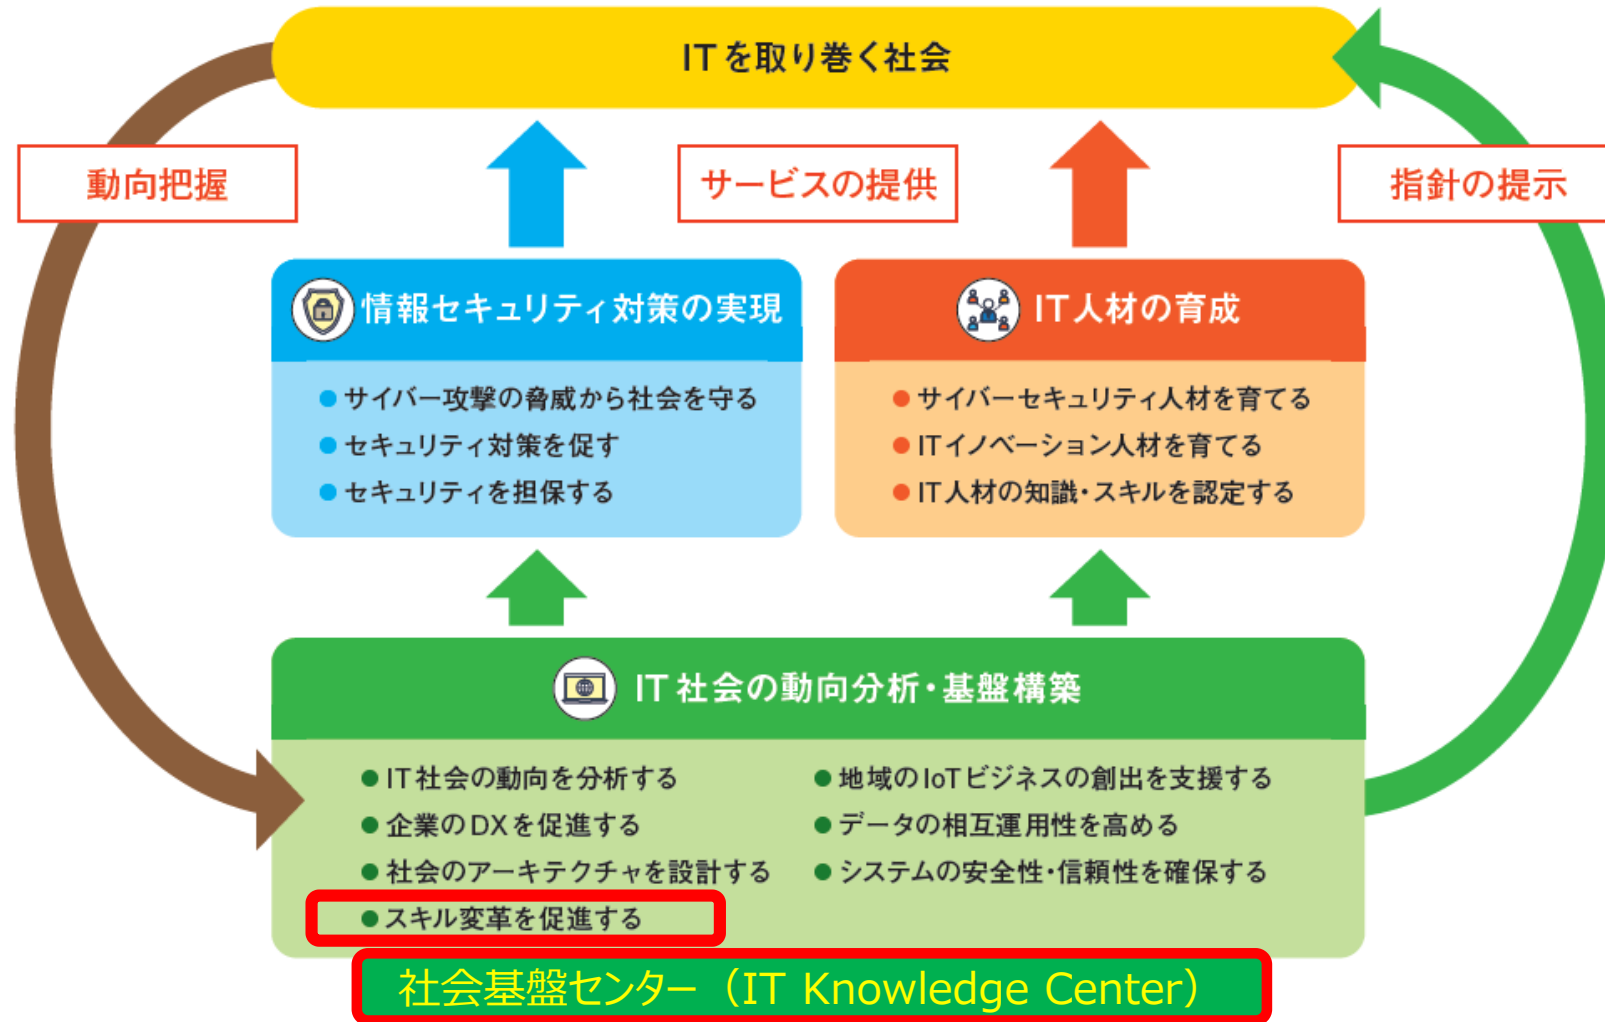 ITを取り巻く社会
動向把握
サービスの提供
指針の提示
情報セキュリティ対策の実現
サイバー攻撃の脅威から社会を守る
セキュリティ対策を促す
セキュリティを担保する
IT人材の育成
サイバーセキュリティ人材を育てる
ITイノベーション人材を育てる
IT人材の知識・スキルを認定する
IT社会の動向分析・基盤構築
IT社会の動向を分析する
企業のDXを促進する
社会のアーキテクチャを設計する
スキル変革を促進する
地域のIoTビジネスの創出を支援する
データの相互運用性を高める
システムの安全性・信頼性を確保する
社会基盤センター（IT Knowledge Center）